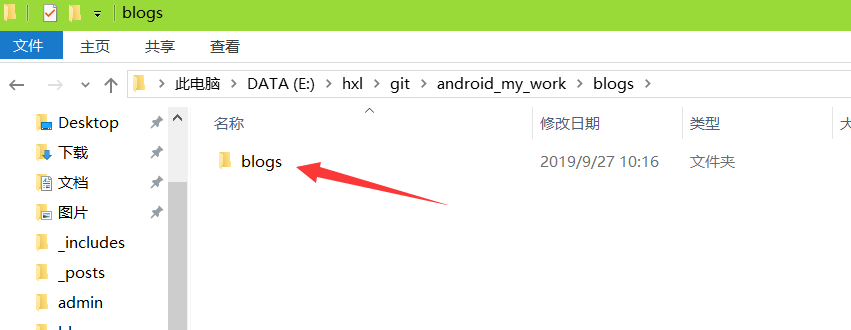 blogs
文件 主页 共享 查看
此电脑 DATA (E:) hxl git android_my_work blogs
名称 修改日期 类型 大
Desktop
blogs 2019/9/27 10:16 文件夹
下载
文档
图片
_includes
_posts
admin